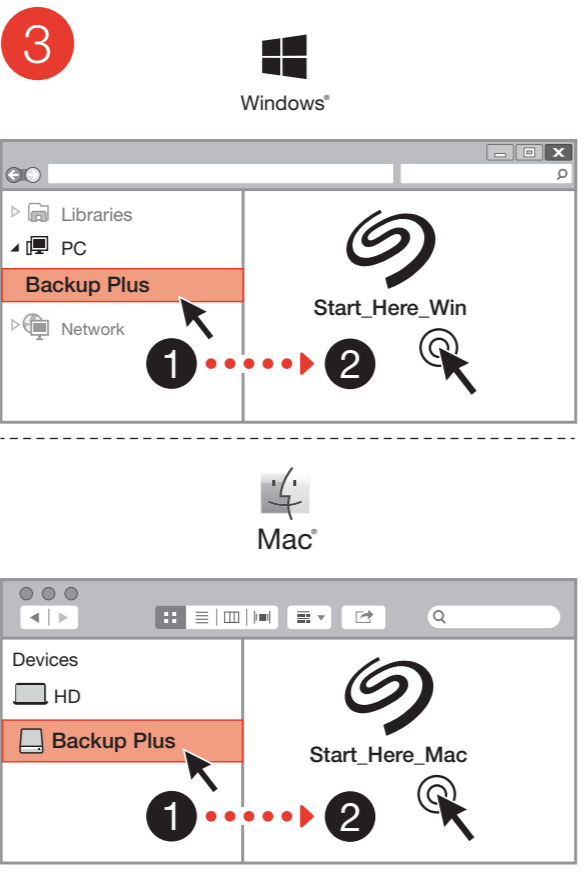 3
Windows®
Libraries
PC
Backup Plus
Network
Start_Here_Win
1
2
Mac®
Devices
HD
Backup Plus
Start_Here_Mac
1
2